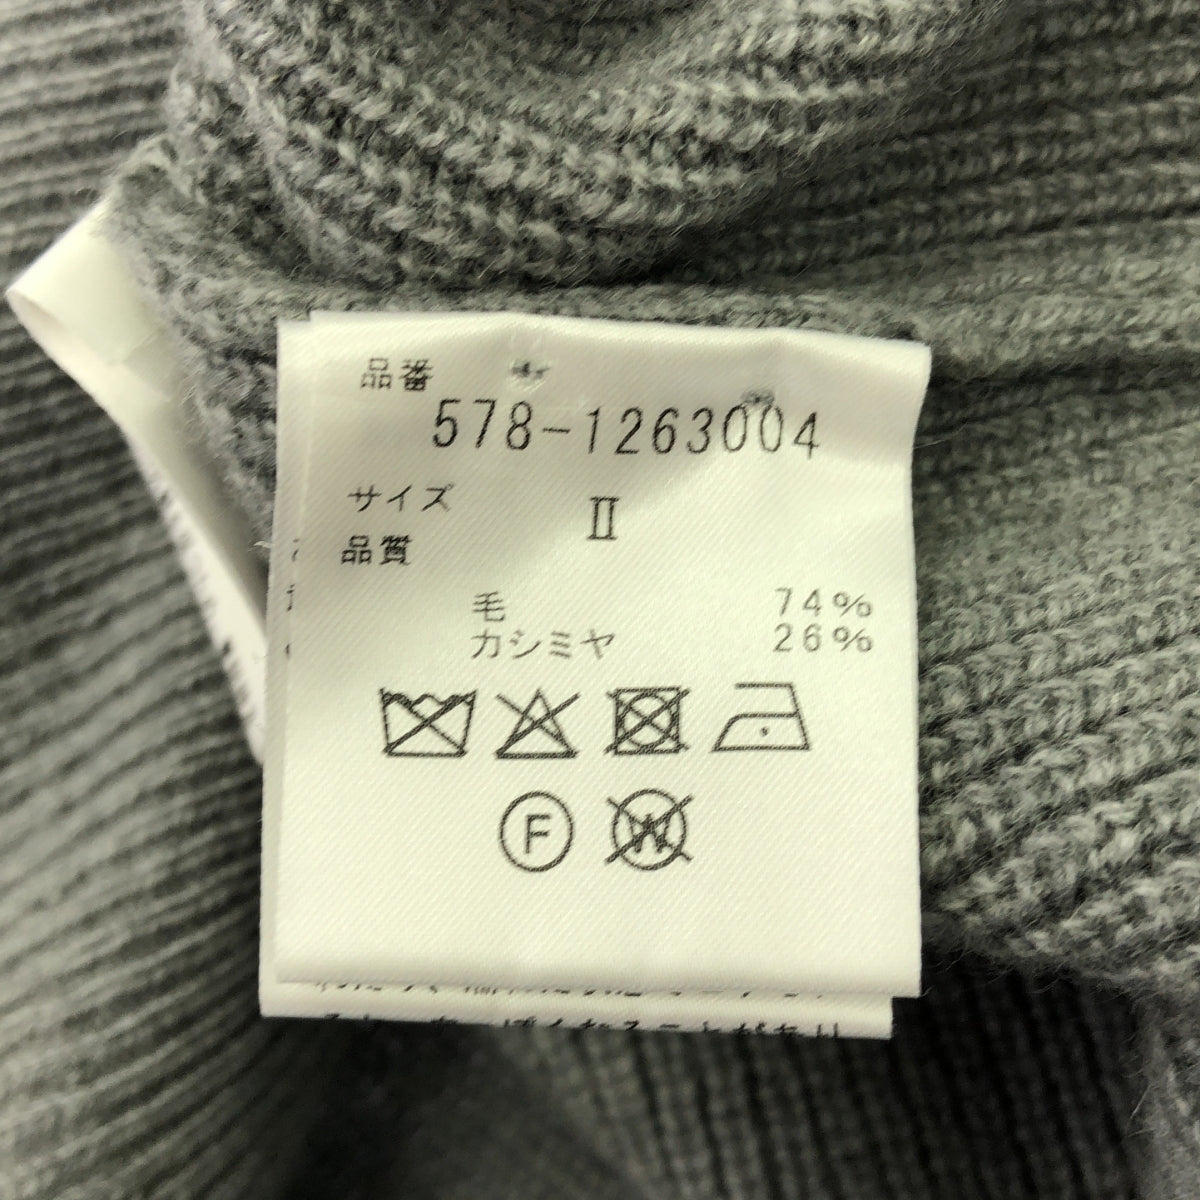 品番
578-1263004
サイズ II
品質
毛 74%
カシミヤ 26%
F
W